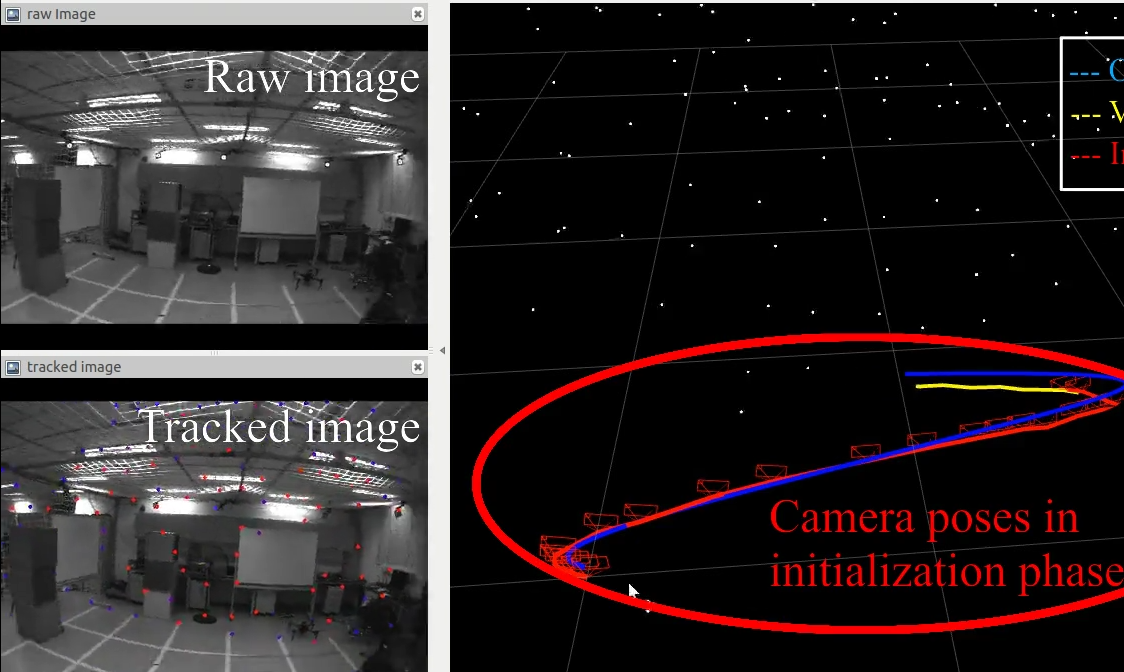 raw Image
Raw image
tracked image
Tracked image
Camera poses in
initialization phase